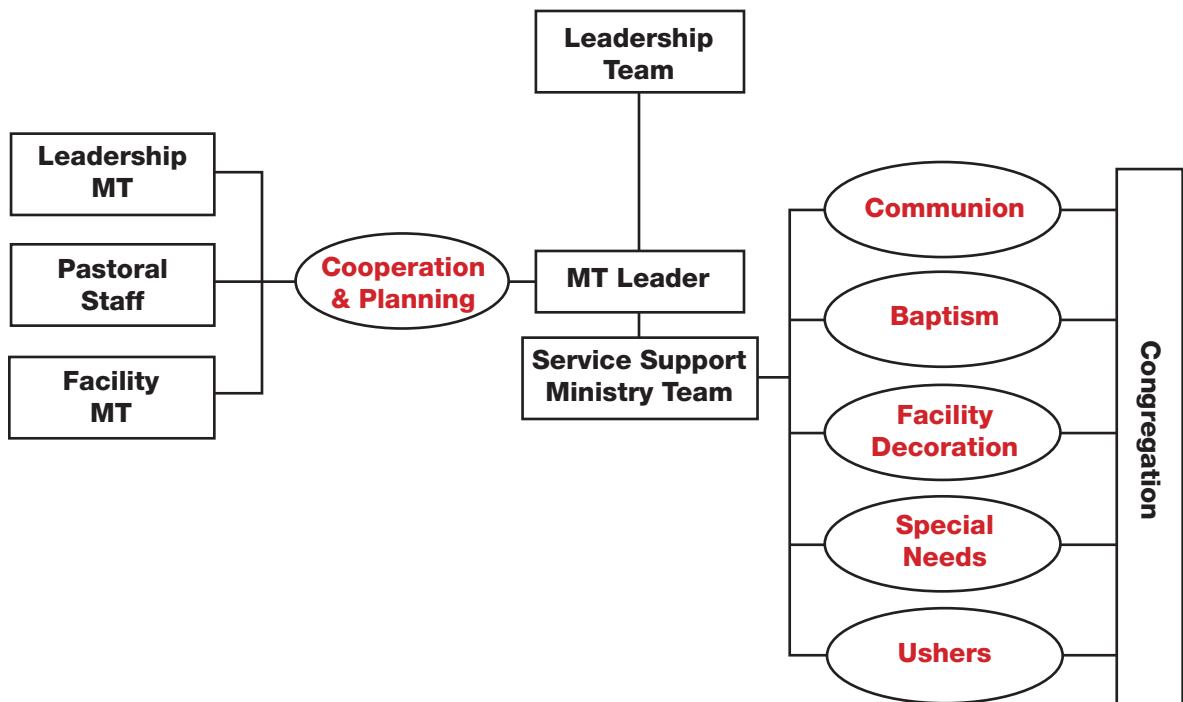 Leadership
Team
Leadership
MT
Pastoral
Staff
Facility
MT
Cooperation
& Planning
MT Leader
Service Support
Ministry Team
Communion
Baptism
Facility
Decoration
Special
Needs
Ushers
Congregation